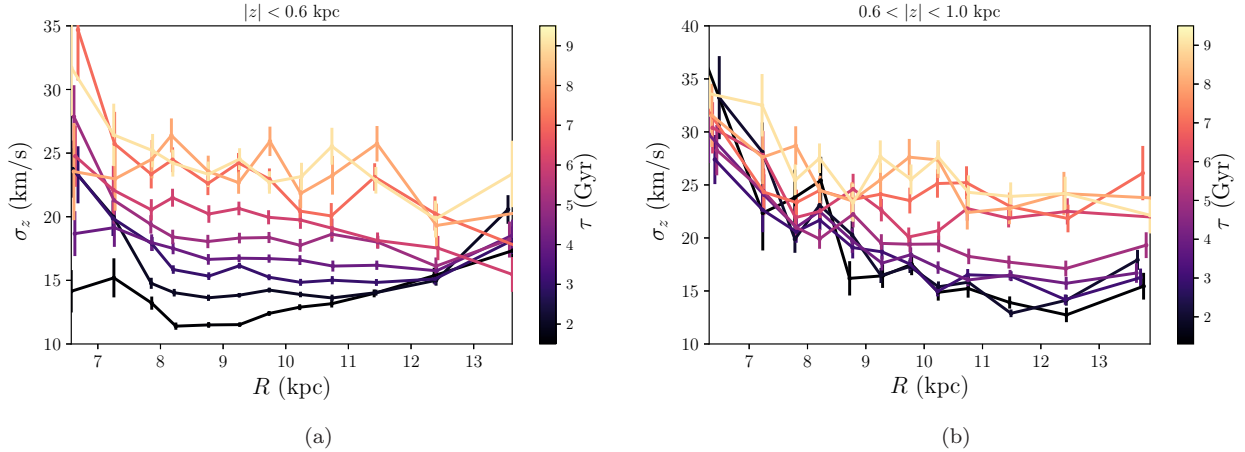 |z| < 0.6 kpc
35
30
25
20
15
10
σz (km/s)
7 8 9 10 11 12 13
R (kpc)
9
8
7
6
5
4
3
2
τ (Gyr)
(a)
0.6 < |z| < 1.0 kpc
40
35
30
25
20
15
10
σz (km/s)
7 8 9 10 11 12 13
R (kpc)
9
8
7
6
5
4
3
2
τ (Gyr)
(b)